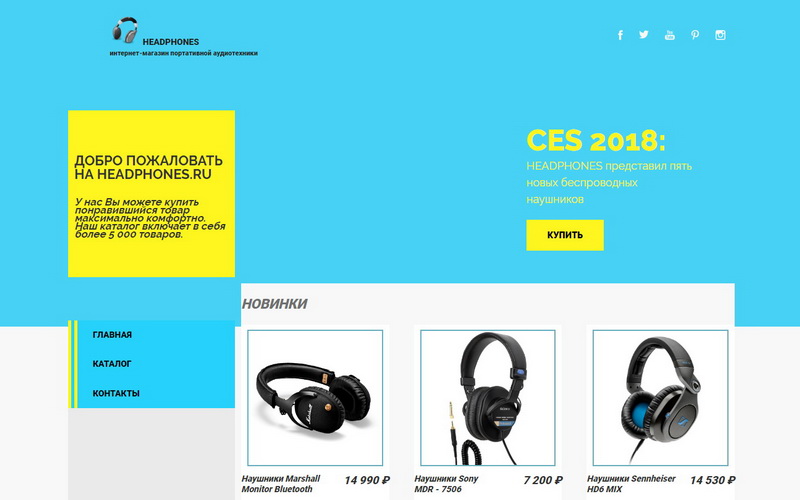 HEADPHONES
интернет-магазин портативной аудиотехники
ДОБРО ПОЖАЛОВАТЬ
НА HEADPHONES.RU
У нас Вы можете купить
понравившийся товар
максимально комфортно.
Наш каталог включает в себя
более 5 000 товаров.
CES 2018:
HEADPHONES представил пять
новых беспроводных
наушников
КУПИТЬ
ГЛАВНАЯ
КАТАЛОГ
КОНТАКТЫ
НОВИНКИ
Наушники Marshall
Monitor Bluetooth
14 990 ₽
Наушники Sony
MDR - 7506
7 200 ₽
Наушники Sennheiser
HD6 MIX
14 530 ₽